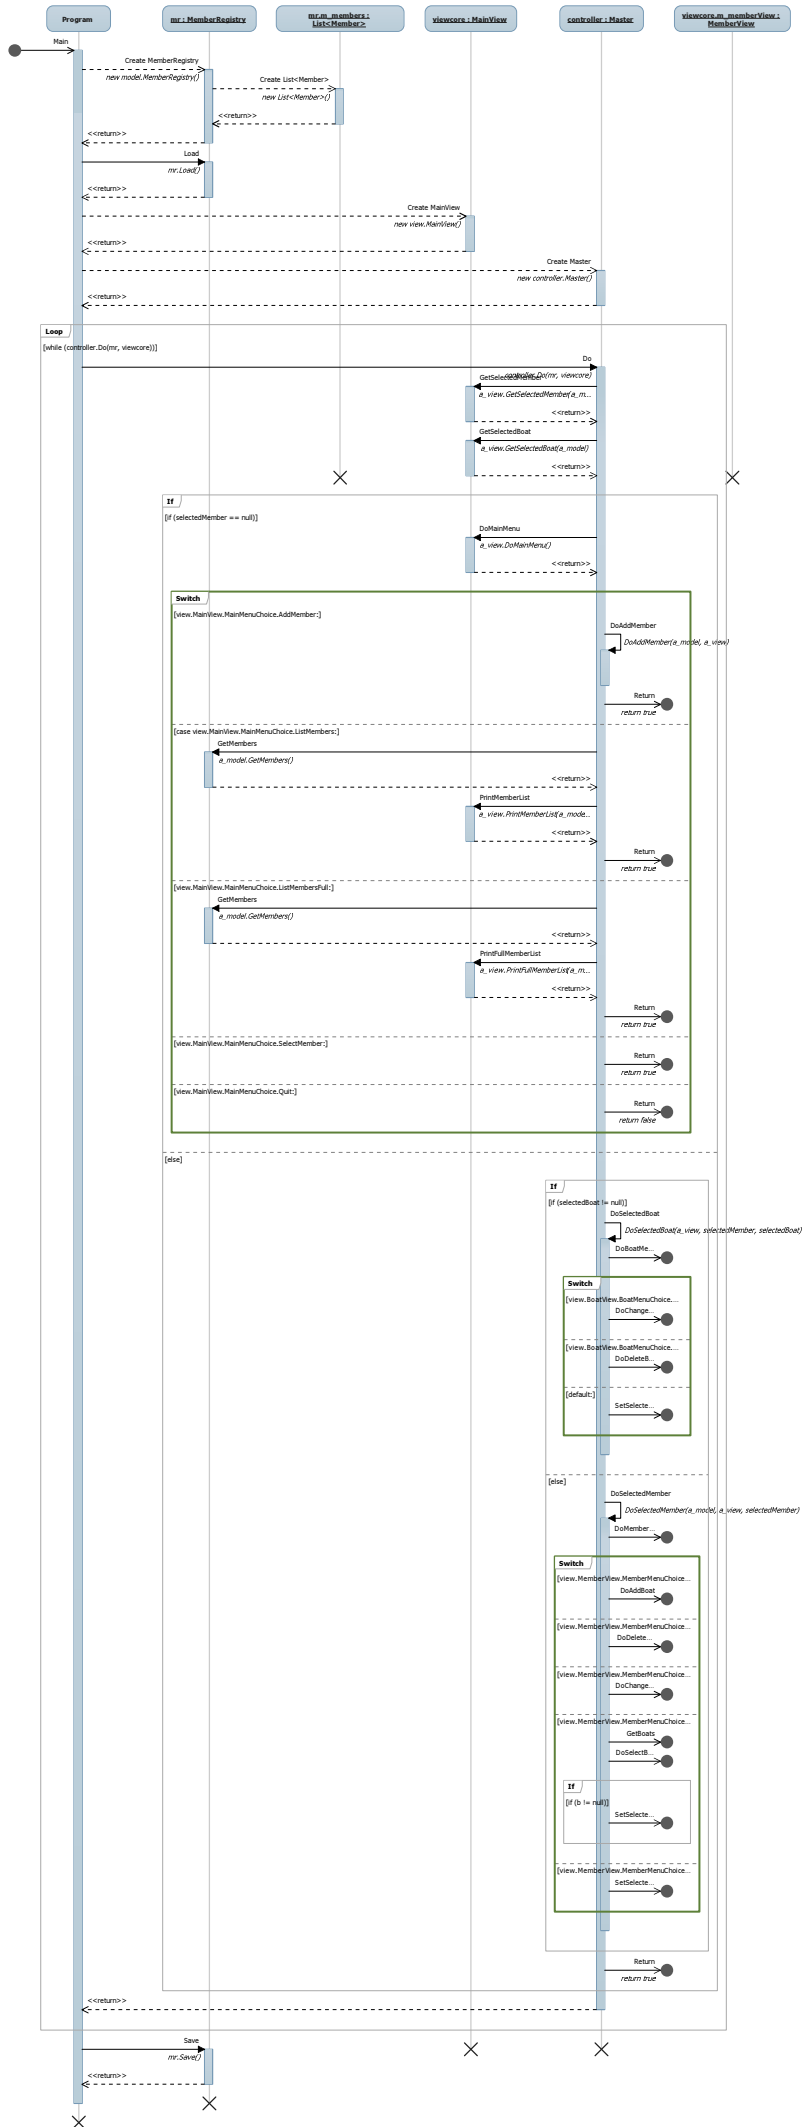 Program
mr : MemberRegistry
mr.m_members :
List<Member>
viewcore : MainView
controller : Master
viewcore.m_memberView :
MemberView
Main
Create MemberRegistry
new model.MemberRegistry()
Create List<Member>
new List<Member>()
<<return>>
<<return>>
Load
mr.Load()
<<return>>
Create MainView
new view.MainView()
<<return>>
Create Master
new controller.Master()
<<return>>
Loop
[while (controller.Do(mr, viewcore))]
Do
controller.Do(mr, viewcore)
GetSelectedMember
a_view.GetSelectedMember(a_m...
<<return>>
GetSelectedBoat
a_view.GetSelectedBoat(a_model)
<<return>>
If
[if (selectedMember == null)]
DoMainMenu
a_view.DoMainMenu()
<<return>>
Switch
[view.MainView.MainMenuChoice.AddMember:]
DoAddMember
DoAddMember(a_model, a_view)
Return
return true
[case view.MainView.MainMenuChoice.ListMembers:]
GetMembers
a_model.GetMembers()
<<return>>
PrintMemberList
a_view.PrintMemberList(a_mode...
<<return>>
Return
return true
[view.MainView.MainMenuChoice.ListMembersFull:]
GetMembers
a_model.GetMembers()
<<return>>
PrintFullMemberList
a_view.PrintFullMemberList(a_m...
<<return>>
Return
return true
[view.MainView.MainMenuChoice.SelectMember:]
Return
return true
[view.MainView.MainMenuChoice.Quit:]
Return
return false
[else]
If
[if (selectedBoat != null)]
DoSelectedBoat
DoSelectedBoat(a_view, selectedMember, selectedBoat)
DoBoatMe...
Switch
[view.BoatView.BoatMenuChoice....
DoChange...
[view.BoatView.BoatMenuChoice....
DoDeleteB...
[default:]
SetSelecte...
[else]
DoSelectedMember
DoSelectedMember(a_model, a_view, selectedMember)
DoMember...
Switch
[view.MemberView.MemberMenuChoice...
DoAddBoat
[view.MemberView.MemberMenuChoice...
DoDelete...
[view.MemberView.MemberMenuChoice...
DoChange...
[view.MemberView.MemberMenuChoice...
GetBoats
DoSelectB...
If
[if (b != null)]
SetSelecte...
[view.MemberView.MemberMenuChoice...
SetSelecte...
Return
return true
<<return>>
Save
mr.Save()
<<return>>